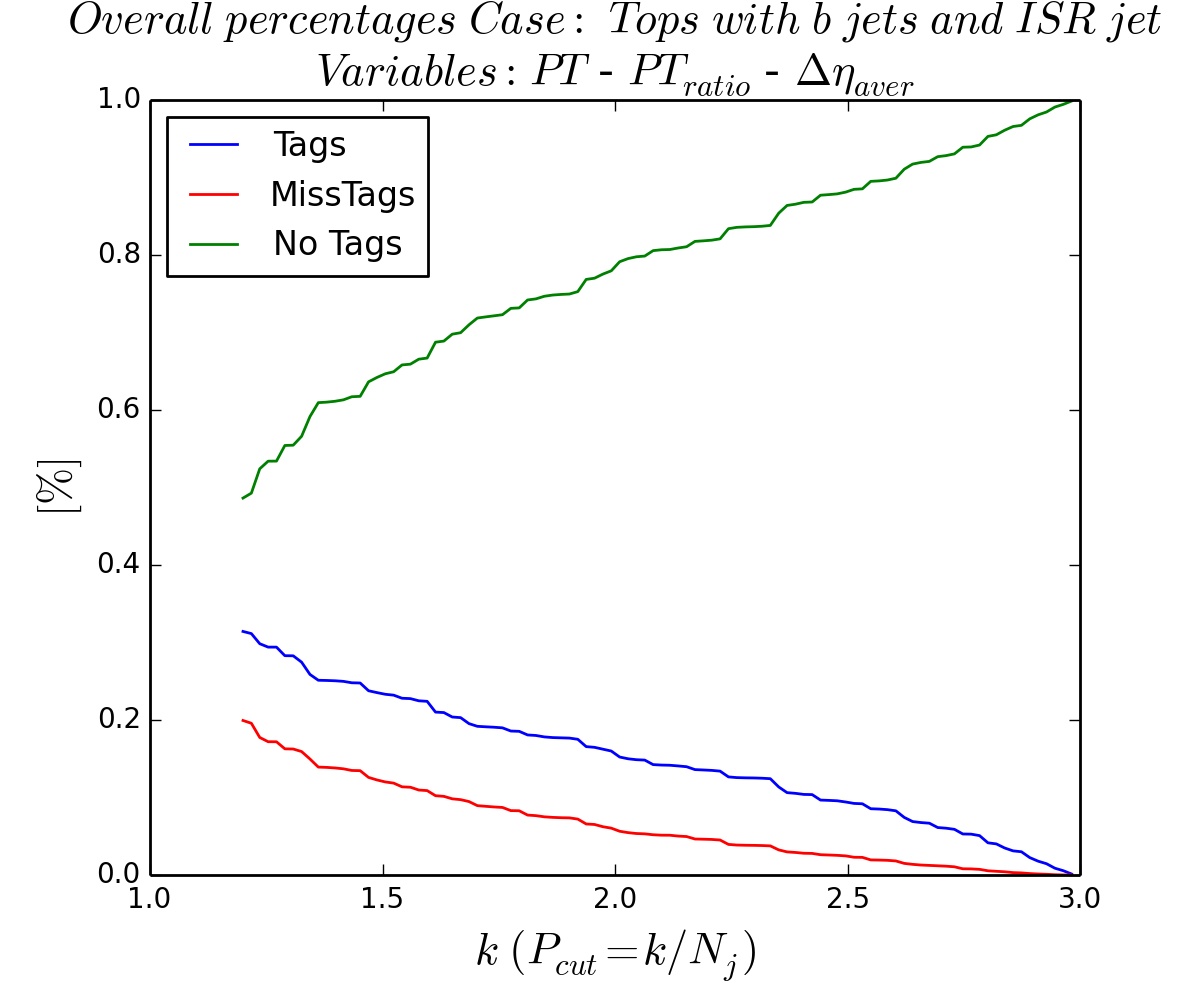 Overall percentages Case: Tops with b jets and ISR jet
Variables: PT - PT_ratio - Δη_aver
1.0
0.8
0.6
0.4
0.2
0.0
[%]
Tags
MissTags
No Tags
1.0 1.5 2.0 2.5 3.0
k (P_cut = k/N_j)